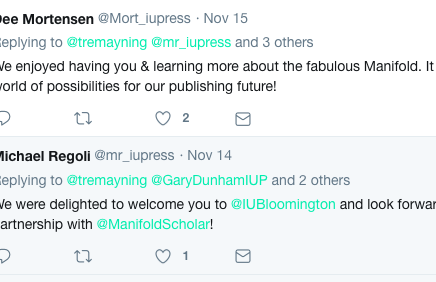 Dee Mortensen @Mort_iupress · Nov 15
Replying to @tremayning @mr_iupress and 3 others
We enjoyed having you & learning more about the fabulous Manifold. It
world of possibilities for our publishing future!
2
Michael Regoli @mr_iupress · Nov 14
Replying to @tremayning @GaryDunhamIUP and 2 others
We were delighted to welcome you to @IUBloomington and look forwar
artnership with @ManifoldScholar!
1